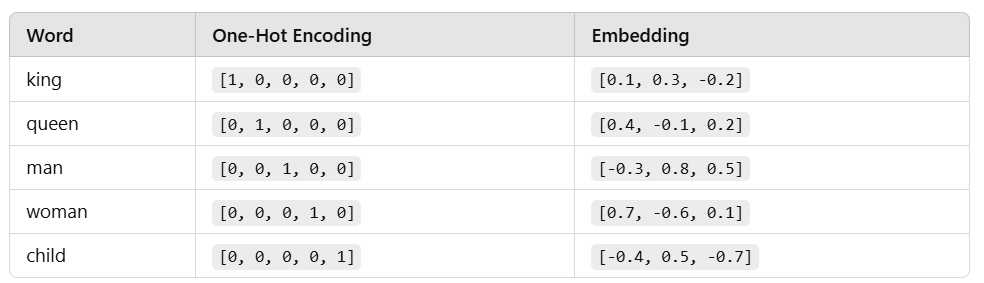 Word One-Hot Encoding Embedding
king [1, 0, 0, 0, 0] [0.1, 0.3, -0.2]
queen [0, 1, 0, 0, 0] [0.4, -0.1, 0.2]
man [0, 0, 1, 0, 0] [-0.3, 0.8, 0.5]
woman [0, 0, 0, 1, 0] [0.7, -0.6, 0.1]
child [0, 0, 0, 0, 1] [-0.4, 0.5, -0.7]